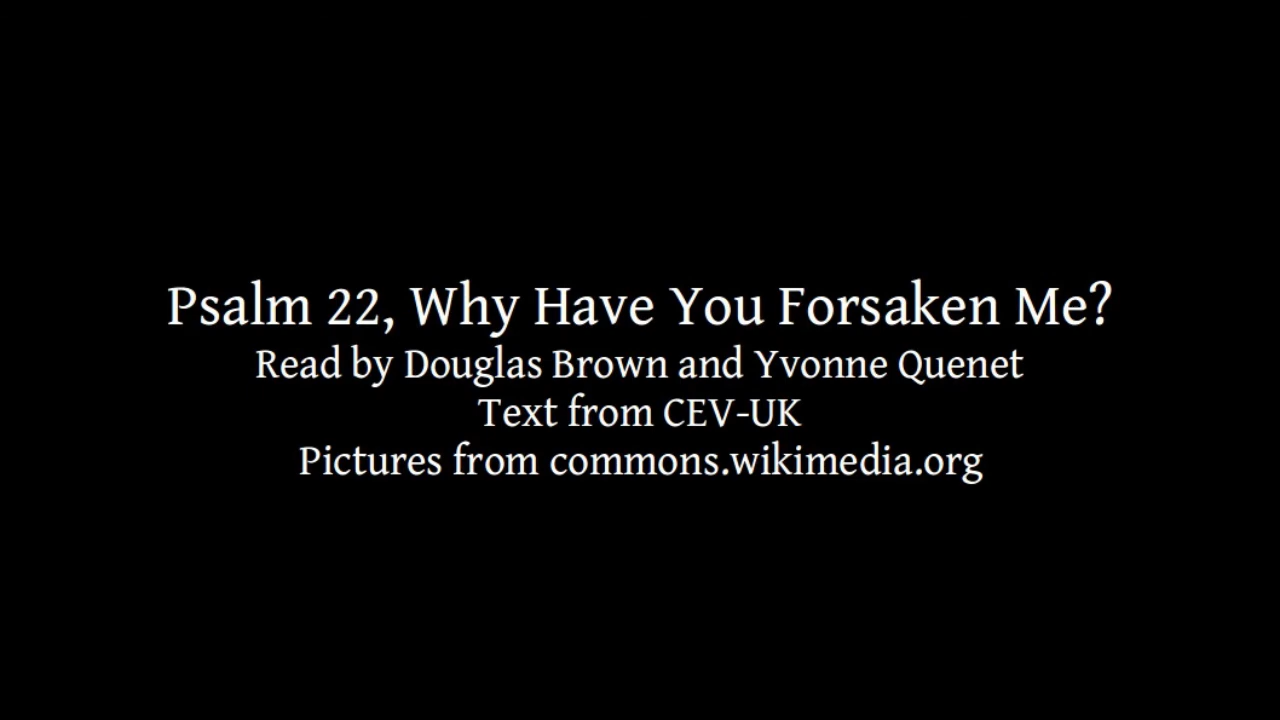 Psalm 22, Why Have You Forsaken Me?
Read by Douglas Brown and Yvonne Quenet
Text from CEV-UK
Pictures from commons.wikimedia.org